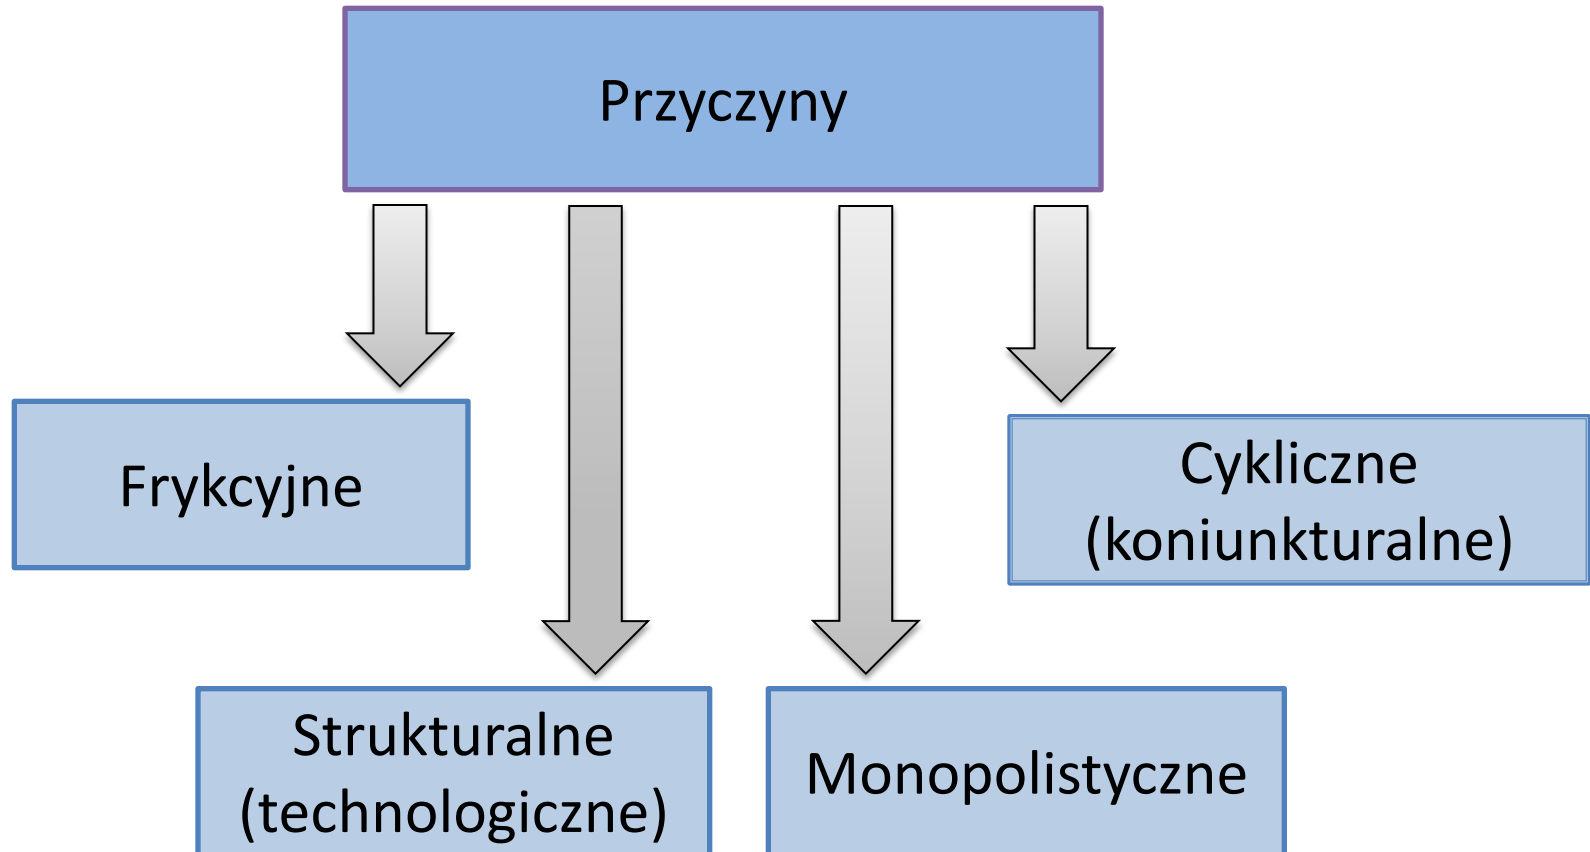 Przyczyny
Frykcyjne
Cykliczne
(koniunkturalne)
Strukturalne
(technologiczne)
Monopolistyczne